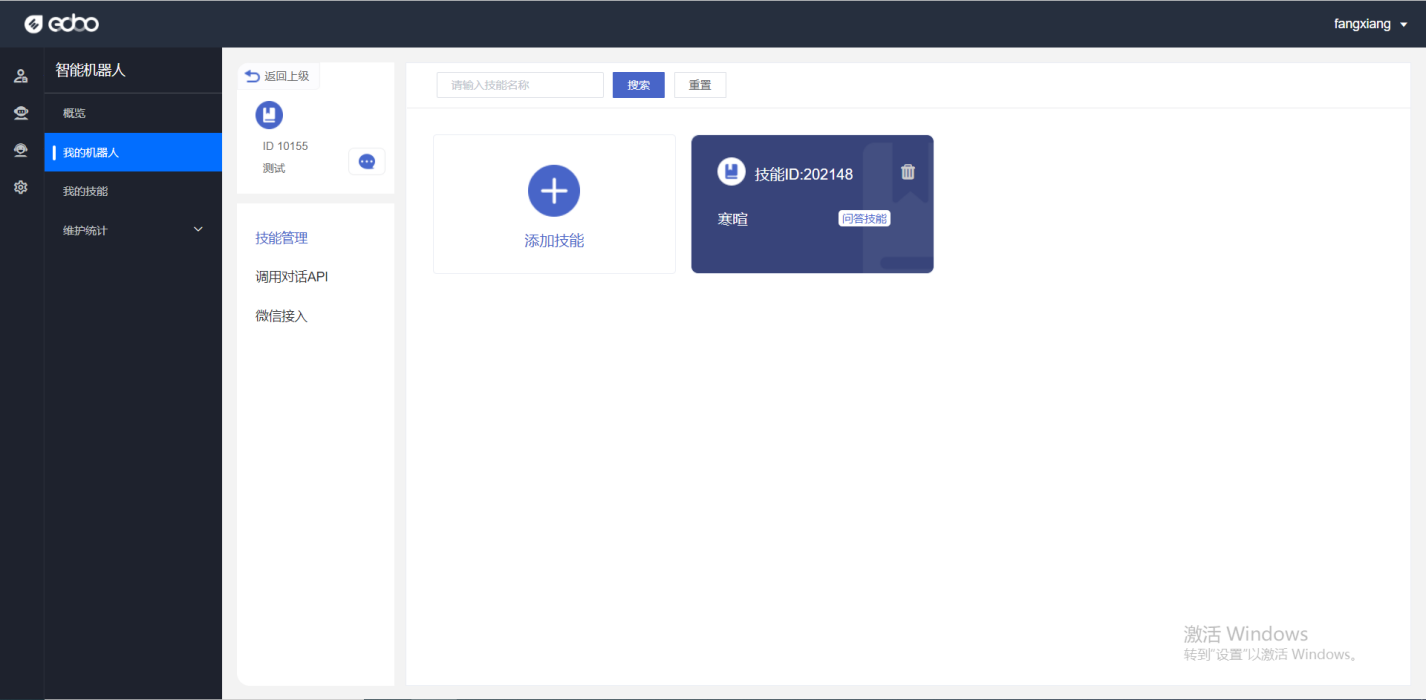 ecbo
fangxiang
智能机器人
概览
我的机器人
我的技能
维护统计
返回上级
ID 10155
测试
技能管理
调用对话API
微信接入
请输入技能名称
搜索
重置
添加技能
技能ID:202148
寒暄
问答技能
激活 Windows
转到"设置"以激活 Windows。